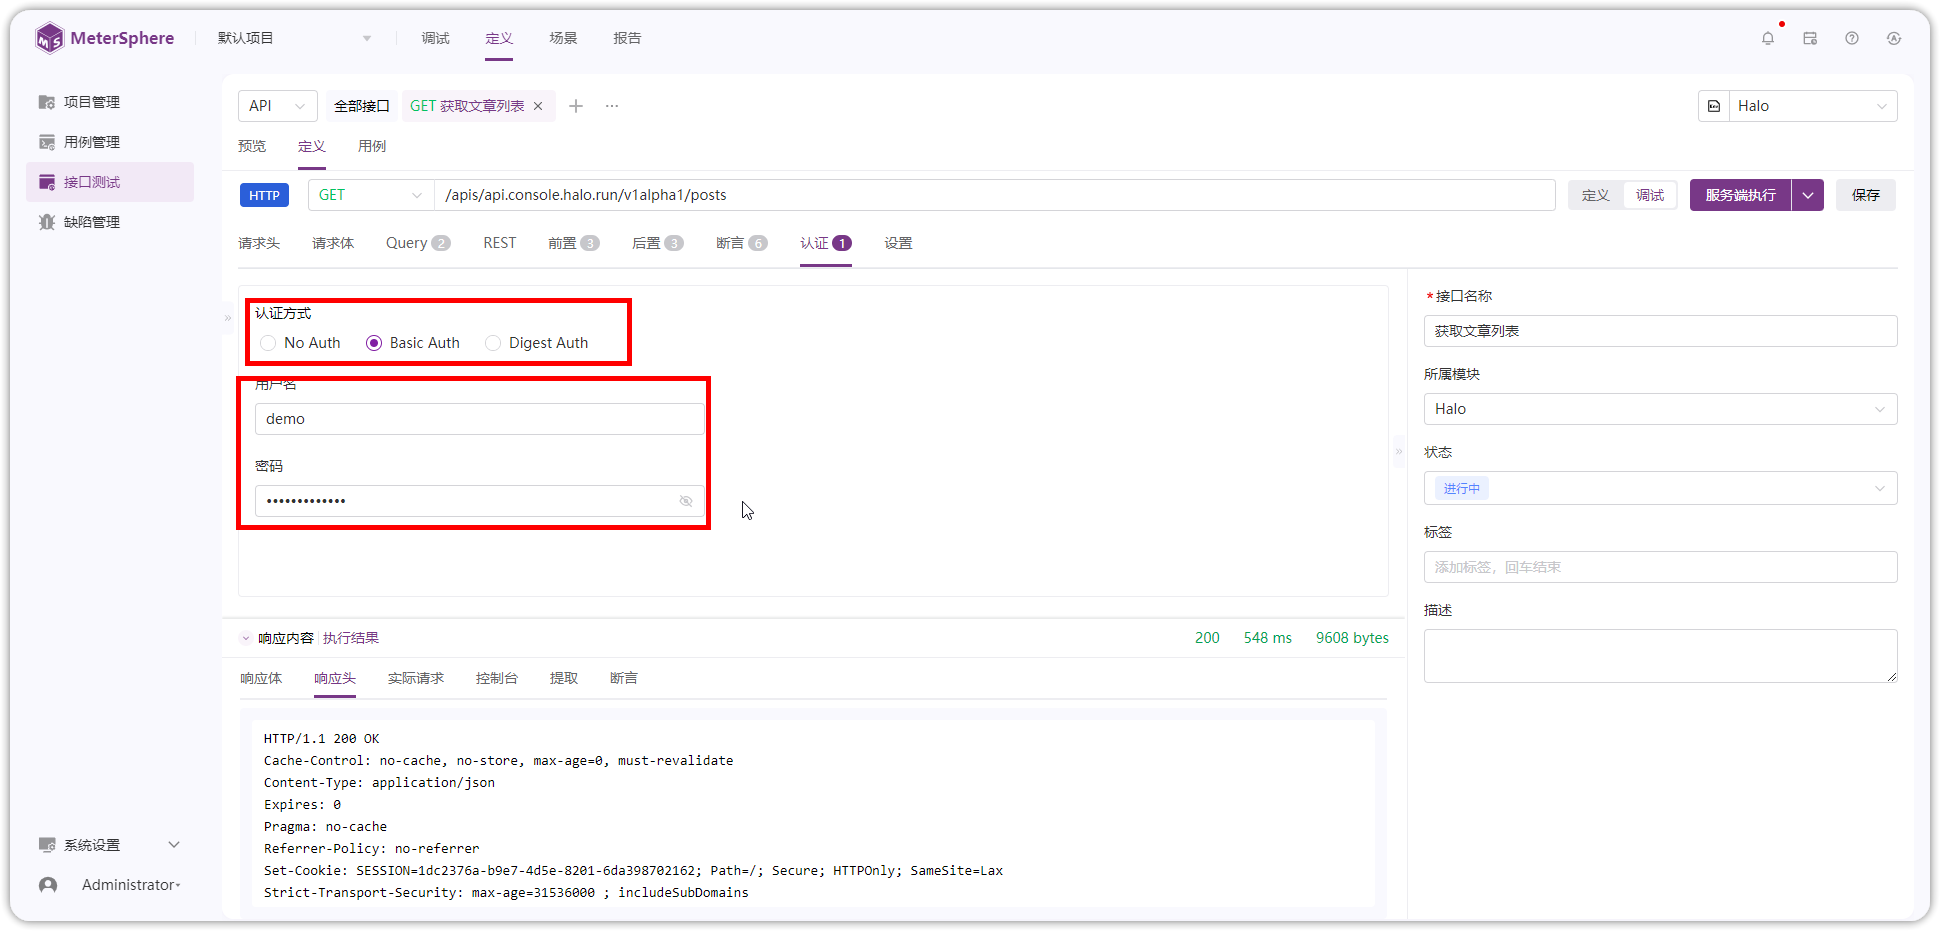 MeterSphere
默认项目
调试 定义 场景 报告
项目管理
用例管理
接口测试
缺陷管理
系统设置
Administrator
API 全部接口 GET 获取文章列表
Halo
预览 定义 用例
HTTP GET /apis/api.console.halo.run/v1alpha1/posts 定义 调试 服务端执行 保存
请求头 请求体 Query 2 REST 前置 3 后置 3 断言 6 认证 1 设置
认证方式
No Auth Basic Auth Digest Auth
用户名
demo
密码
•••••••••••••
*接口名称
获取文章列表
所属模块
Halo
状态
进行中
标签
添加标签，回车结束
描述
响应内容 执行结果 200 548 ms 9608 bytes
响应体 响应头 实际请求 控制台 提取 断言
HTTP/1.1 200 OK
Cache-Control: no-cache, no-store, max-age=0, must-revalidate
Content-Type: application/json
Expires: 0
Pragma: no-cache
Referrer-Policy: no-referrer
Set-Cookie: SESSION=1dc2376a-b9e7-4d5e-8201-6da398702162; Path=/; Secure; HTTPOnly; SameSite=Lax
Strict-Transport-Security: max-age=31536000 ; includeSubDomains